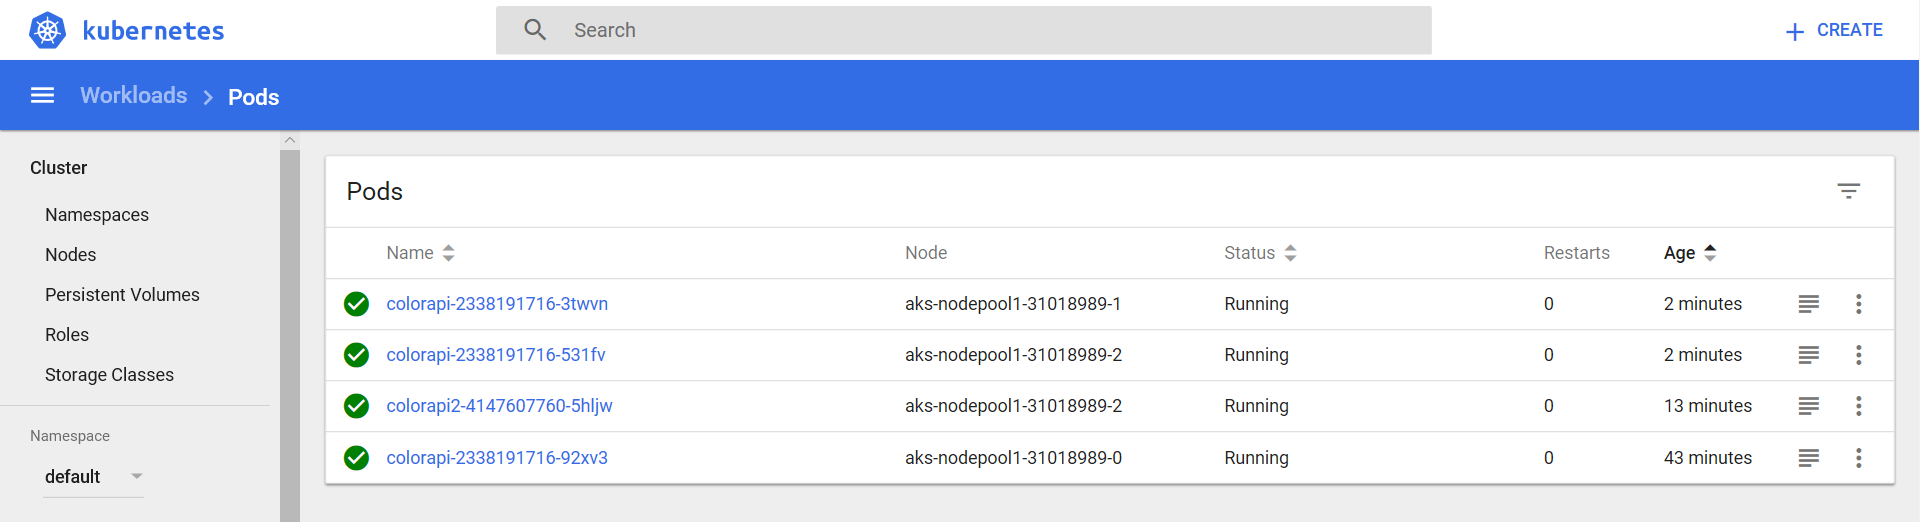 kubernetes
Search
CREATE
Workloads > Pods
Cluster
Namespaces
Nodes
Persistent Volumes
Roles
Storage Classes
Namespace
default
Pods
Name Node Status Restarts Age
colorapi-2338191716-3twvn aks-nodepool1-31018989-1 Running 0 2 minutes
colorapi-2338191716-531fv aks-nodepool1-31018989-2 Running 0 2 minutes
colorapi2-4147607760-5hljw aks-nodepool1-31018989-2 Running 0 13 minutes
colorapi-2338191716-92xv3 aks-nodepool1-31018989-0 Running 0 43 minutes